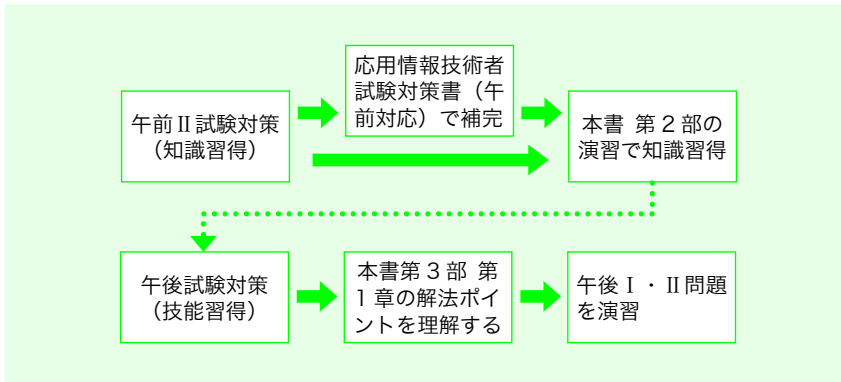 午前Ⅱ試験対策
（知識習得）
応用情報技術者
試験対策書（午
前対応）で補完
本書 第２部の
演習で知識習得
午後試験対策
（技能習得）
本書第３部 第
１章の解法ポイ
ントを理解する
午後Ⅰ・Ⅱ問題
を演習